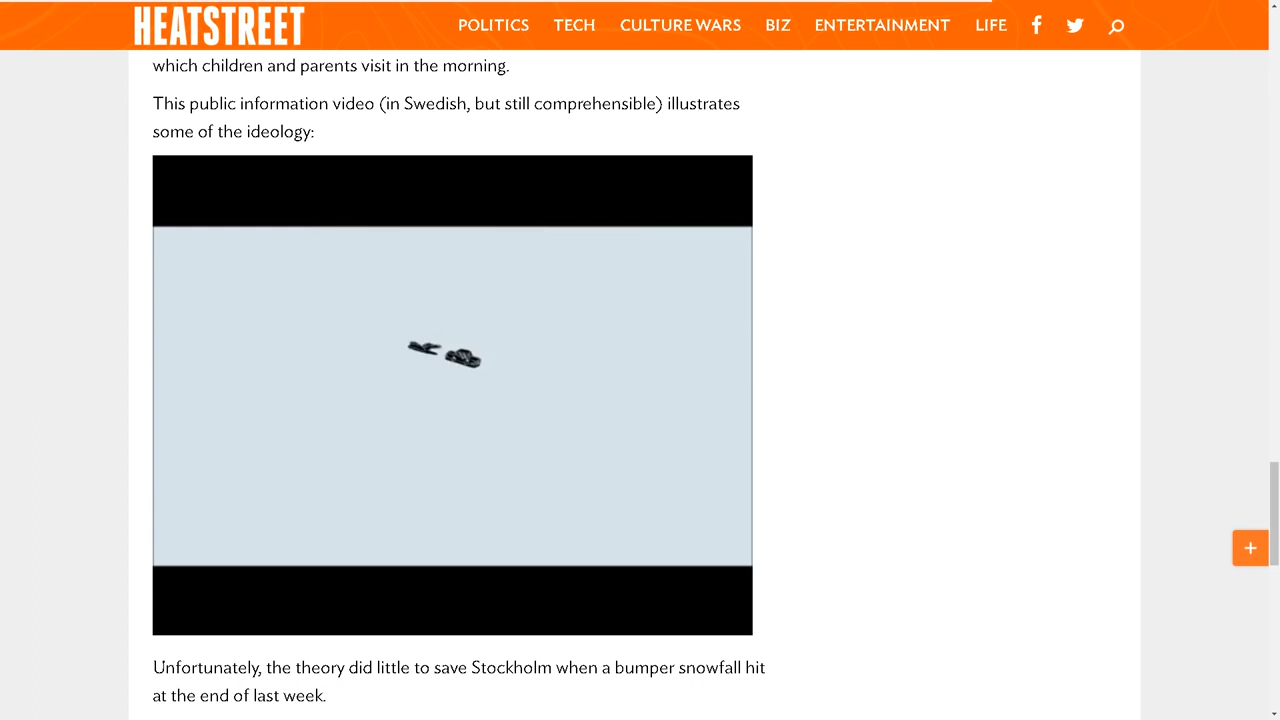 HEATSTREET
POLITICS TECH CULTURE WARS BIZ ENTERTAINMENT LIFE
which children and parents visit in the morning.
This public information video (in Swedish, but still comprehensible) illustrates
some of the ideology:
Unfortunately, the theory did little to save Stockholm when a bumper snowfall hit
at the end of last week.